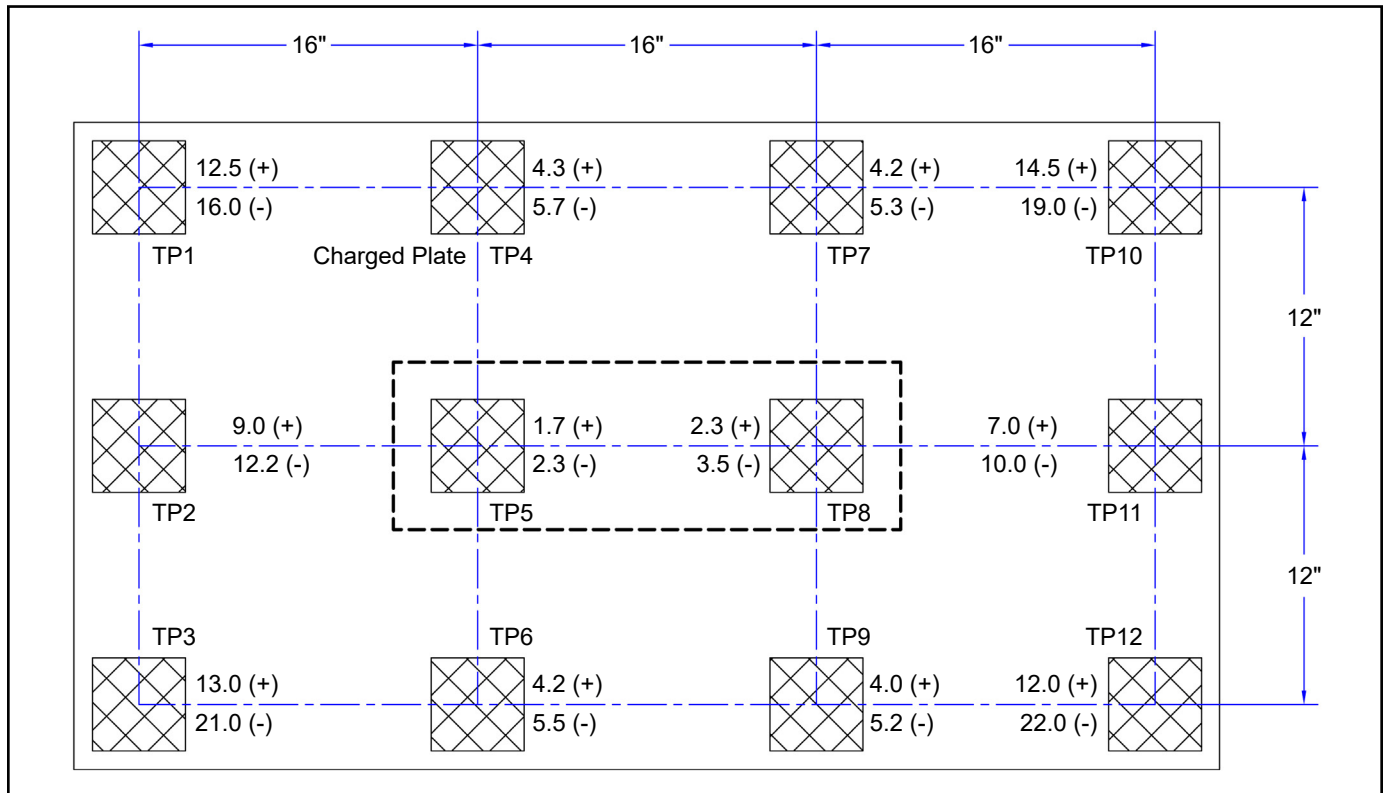 16" 16" 16"
12.5 (+) 4.3 (+) 4.2 (+) 14.5 (+)
16.0 (-) 5.7 (-) 5.3 (-) 19.0 (-)
TP1 Charged Plate TP4 TP7 TP10
12"
9.0 (+) 1.7 (+) 2.3 (+) 7.0 (+)
12.2 (-) 2.3 (-) 3.5 (-) 10.0 (-)
TP2 TP5 TP8 TP11
12"
TP3 TP6 TP9 TP12
13.0 (+) 4.2 (+) 4.0 (+) 12.0 (+)
21.0 (-) 5.5 (-) 5.2 (-) 22.0 (-)